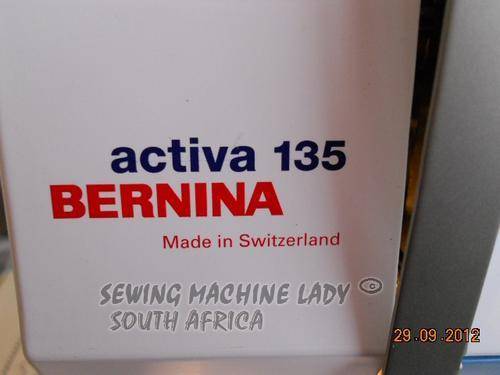 activa 135
BERNINA
Made in Switzerland
SEWING MACHINE LADY ©
SOUTH AFRICA
29.09.2012